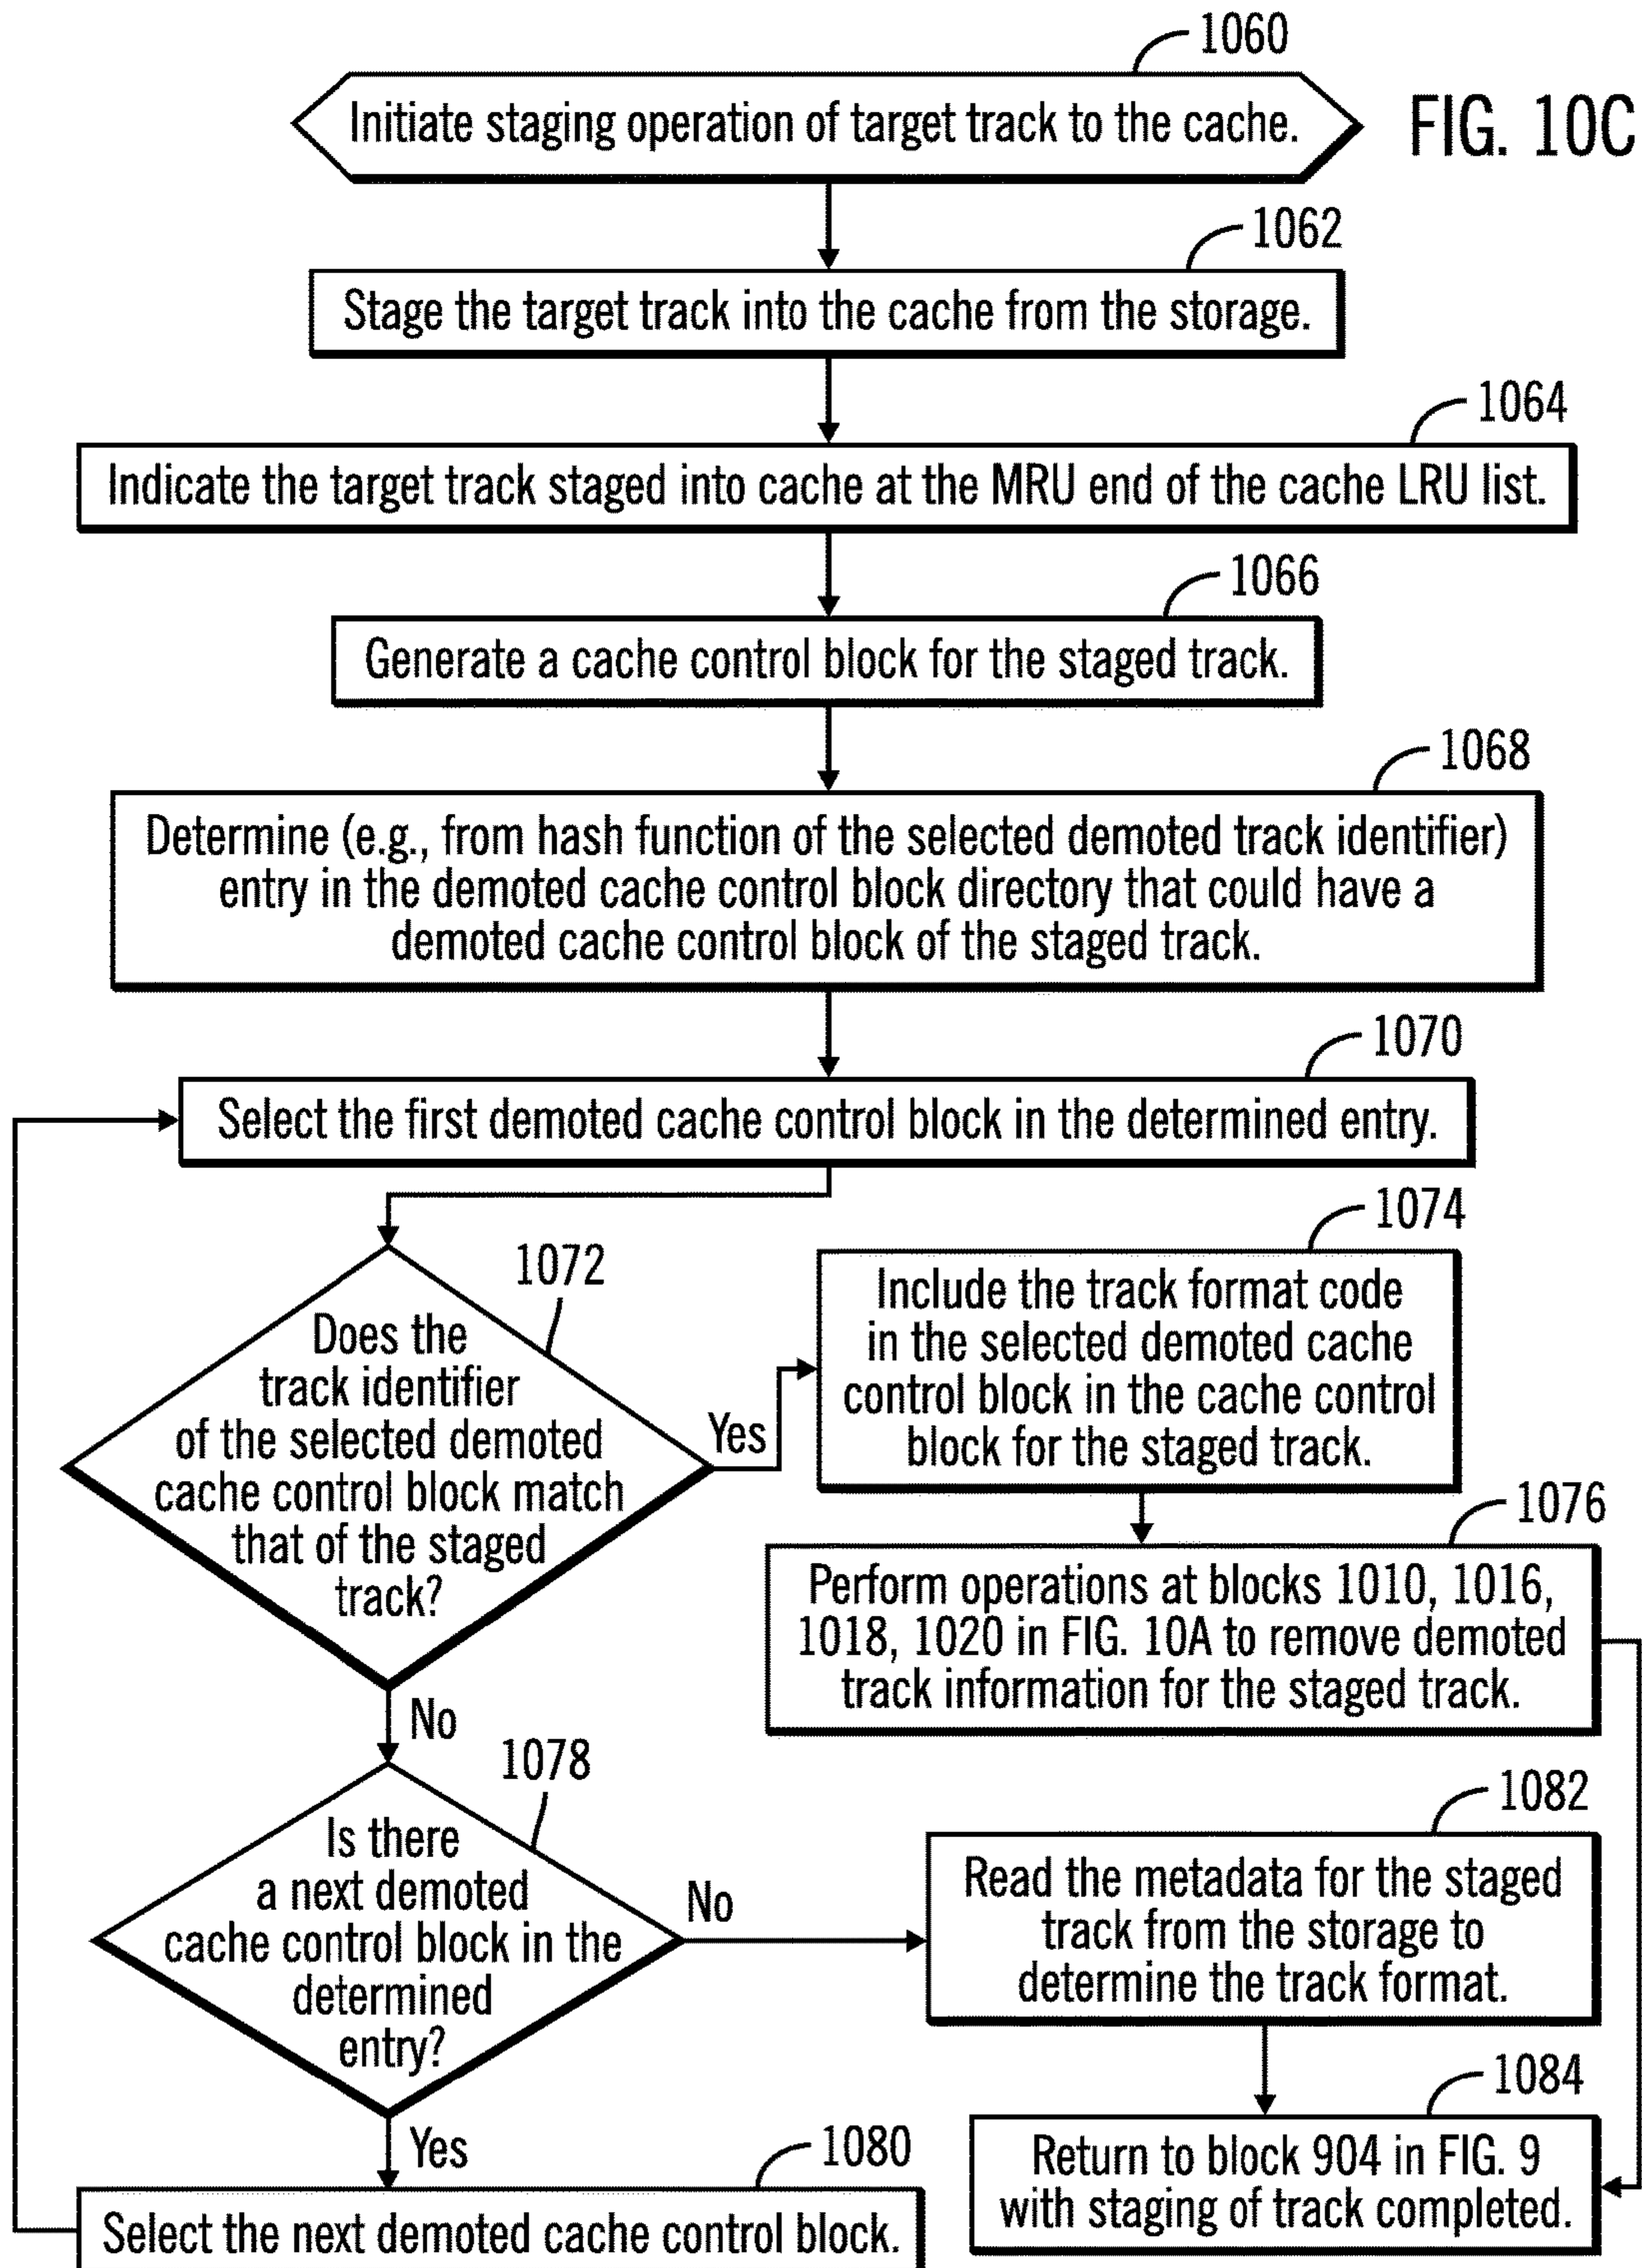 1060
Initiate staging operation of target track to the cache.
FIG. 10C
1062
Stage the target track into the cache from the storage.
1064
Indicate the target track staged into cache at the MRU end of the cache LRU list.
1066
Generate a cache control block for the staged track.
1068
Determine (e.g., from hash function of the selected demoted track identifier)
entry in the demoted cache control block directory that could have a
demoted cache control block of the staged track.
1070
Select the first demoted cache control block in the determined entry.
1072
Does the
track identifier
of the selected demoted
cache control block match
that of the staged
track?
Yes
No
1074
Include the track format code
in the selected demoted cache
control block in the cache control
block for the staged track.
1076
Perform operations at blocks 1010, 1016,
1018, 1020 in FIG. 10A to remove demoted
track information for the staged track.
1078
Is there
a next demoted
cache control block in the
determined
entry?
No
Yes
1082
Read the metadata for the staged
track from the storage to
determine the track format.
1080
Select the next demoted cache control block.
1084
Return to block 904 in FIG. 9
with staging of track completed.